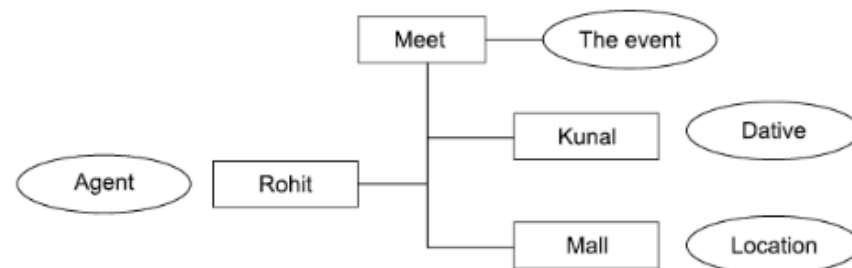 Meet The event
Kunal Dative
Agent Rohit
Mall Location